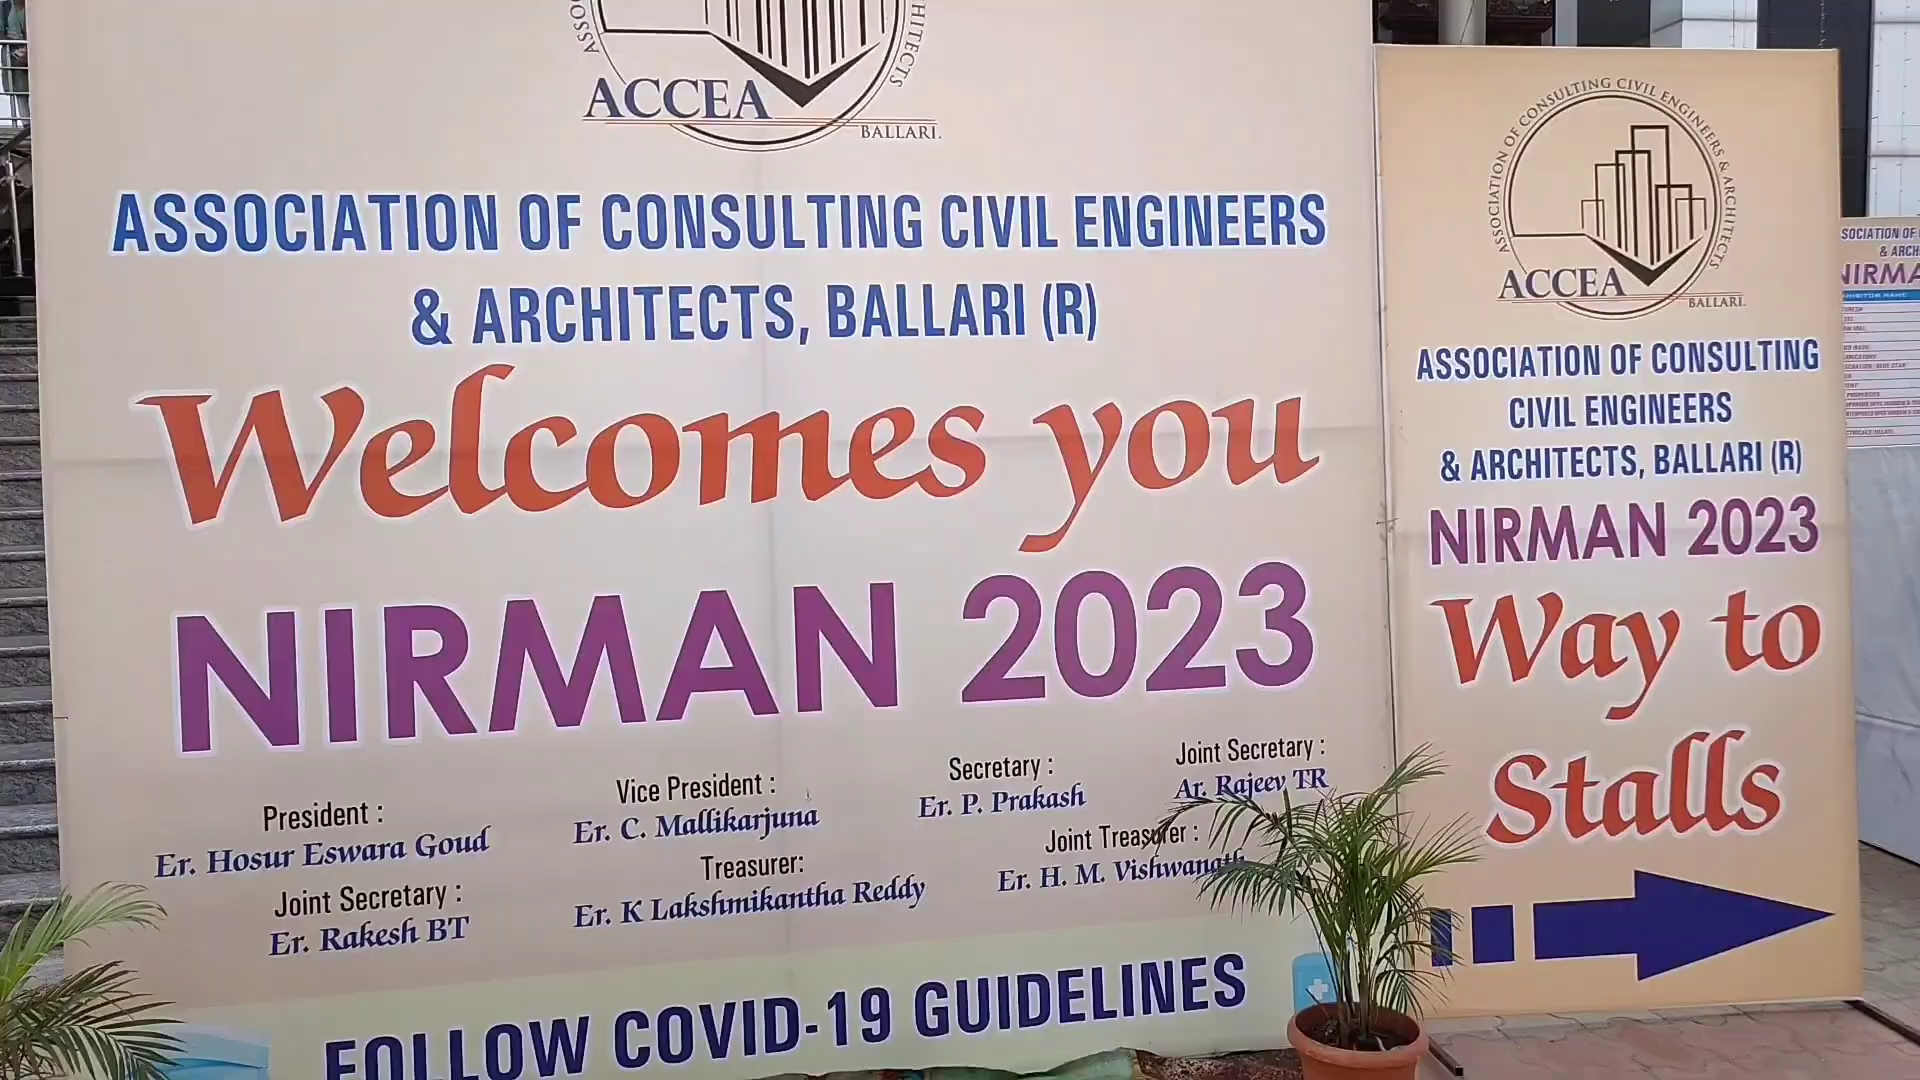 ACCEA
BALLARI.
ASSOCIATION OF CONSULTING CIVIL ENGINEERS
& ARCHITECTS, BALLARI (R)
Welcomes you
NIRMAN 2023
President :
Er. Hosur Eswara Goud
Vice President :
Er. C. Mallikarjuna
Secretary :
Er. P. Prakash
Joint Secretary :
Ar. Rajeev TR
Joint Secretary :
Er. Rakesh BT
Treasurer:
Er. K Lakshmikantha Reddy
Joint Treasurer :
Er. H. M. Vishwanath
FOLLOW COVID-19 GUIDELINES
ASSOCIATION OF CONSULTING CIVIL ENGINEERS & ARCHITECTS
ACCEA
BALLARI.
ASSOCIATION OF CONSULTING
CIVIL ENGINEERS
& ARCHITECTS, BALLARI (R)
NIRMAN 2023
Way to
Stalls